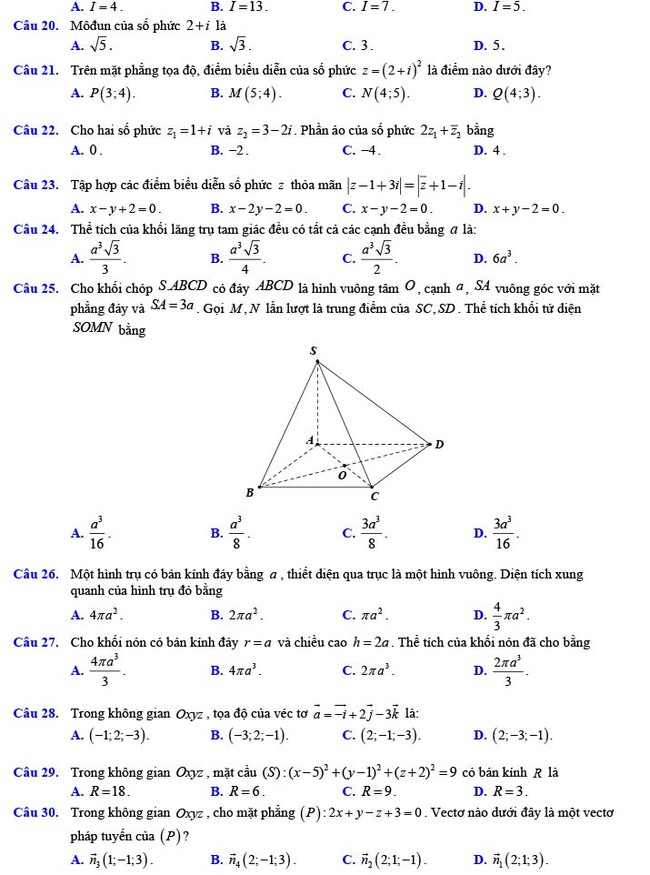 A. I = 4. B. I = 13. C. I = 7. D. I = 5.
Câu 20. Môđun của số phức 2+i là
A. √5. B. √3. C. 3. D. 5.
Câu 21. Trên mặt phẳng tọa độ, điểm biểu diễn của số phức z = (2+i)² là điểm nào dưới đây?
A. P(3;4). B. M(5;4). C. N(4;5). D. Q(4;3).
Câu 22. Cho hai số phức z₁ = 1+i và z₂ = 3−2i. Phần ảo của số phức 2z₁ + z̄₂ bằng
A. 0. B. −2. C. −4. D. 4.
Câu 23. Tập hợp các điểm biểu diễn số phức z thỏa mãn |z−1+3i| = |z̄+1−i|.
A. x−y+2=0. B. x−2y−2=0. C. x−y−2=0. D. x+y−2=0.
Câu 24. Thể tích của khối lăng trụ tam giác đều có tất cả các cạnh đều bằng a là:
A. a³√3/3. B. a³√3/4. C. a³√3/2. D. 6a³.
Câu 25. Cho khối chóp S.ABCD có đáy ABCD là hình vuông tâm O, cạnh a, SA vuông góc với mặt
phẳng đáy và SA = 3a. Gọi M, N lần lượt là trung điểm của SC, SD. Thể tích khối tứ diện
SOMN bằng
S
A
D
O
B
C
A. a³/16. B. a³/8. C. 3a³/8. D. 3a³/16.
Câu 26. Một hình trụ có bán kính đáy bằng a, thiết diện qua trục là một hình vuông. Diện tích xung
quanh của hình trụ đó bằng
A. 4πa². B. 2πa². C. πa². D. 4/3 πa².
Câu 27. Cho khối nón có bán kính đáy r = a và chiều cao h = 2a. Thể tích của khối nón đã cho bằng
A. 4πa³/3. B. 4πa³. C. 2πa³. D. 2πa³/3.
Câu 28. Trong không gian Oxyz, tọa độ của véc tơ a⃗ = −i⃗ + 2j⃗ − 3k⃗ là:
A. (−1;2;−3). B. (−3;2;−1). C. (2;−1;−3). D. (2;−3;−1).
Câu 29. Trong không gian Oxyz, mặt cầu (S): (x−5)² + (y−1)² + (z+2)² = 9 có bán kính R là
A. R = 18. B. R = 6. C. R = 9. D. R = 3.
Câu 30. Trong không gian Oxyz, cho mặt phẳng (P): 2x + y − z + 3 = 0. Vectơ nào dưới đây là một vectơ
pháp tuyến của (P)?
A. n⃗₃(1;−1;3). B. n⃗₄(2;−1;3). C. n⃗₂(2;1;−1). D. n⃗₁(2;1;3).